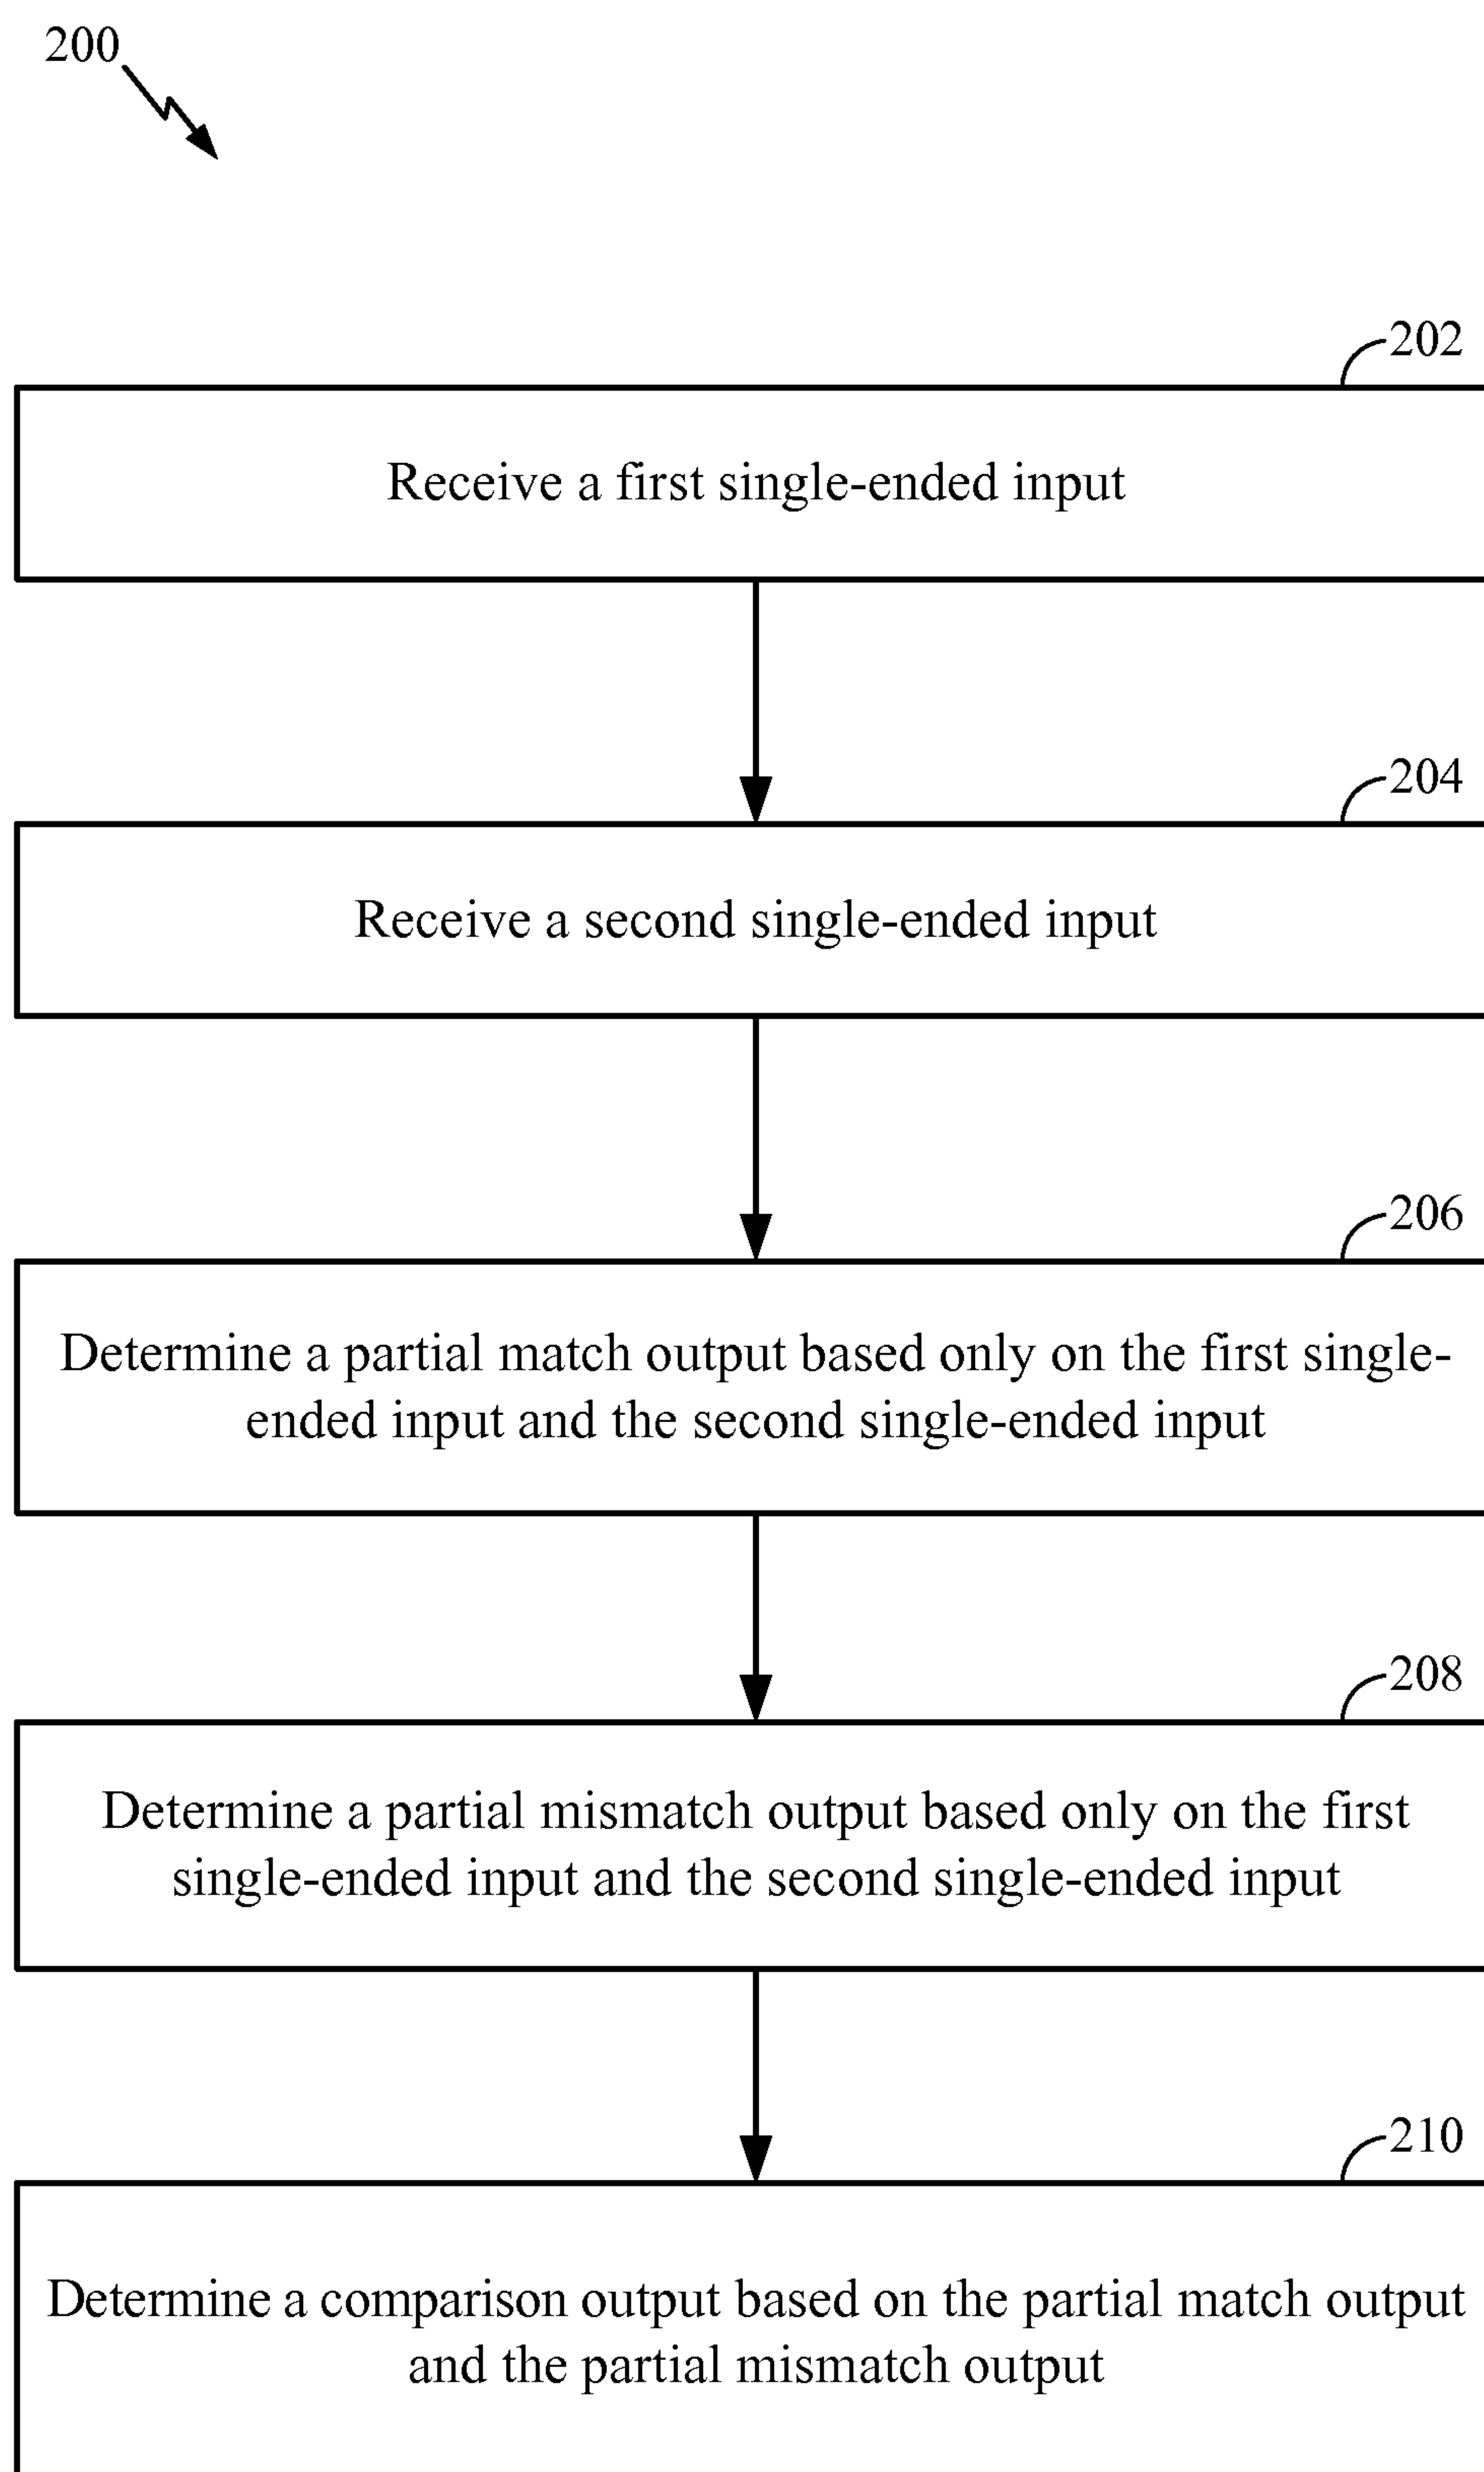 200
202
Receive a first single-ended input
204
Receive a second single-ended input
206
Determine a partial match output based only on the first single-
ended input and the second single-ended input
208
Determine a partial mismatch output based only on the first
single-ended input and the second single-ended input
210
Determine a comparison output based on the partial match output
and the partial mismatch output